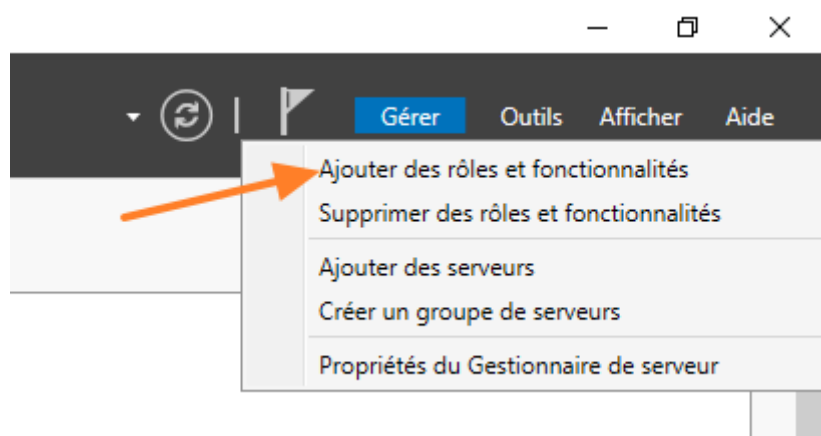 Gérer Outils Afficher Aide
Ajouter des rôles et fonctionnalités
Supprimer des rôles et fonctionnalités
Ajouter des serveurs
Créer un groupe de serveurs
Propriétés du Gestionnaire de serveur